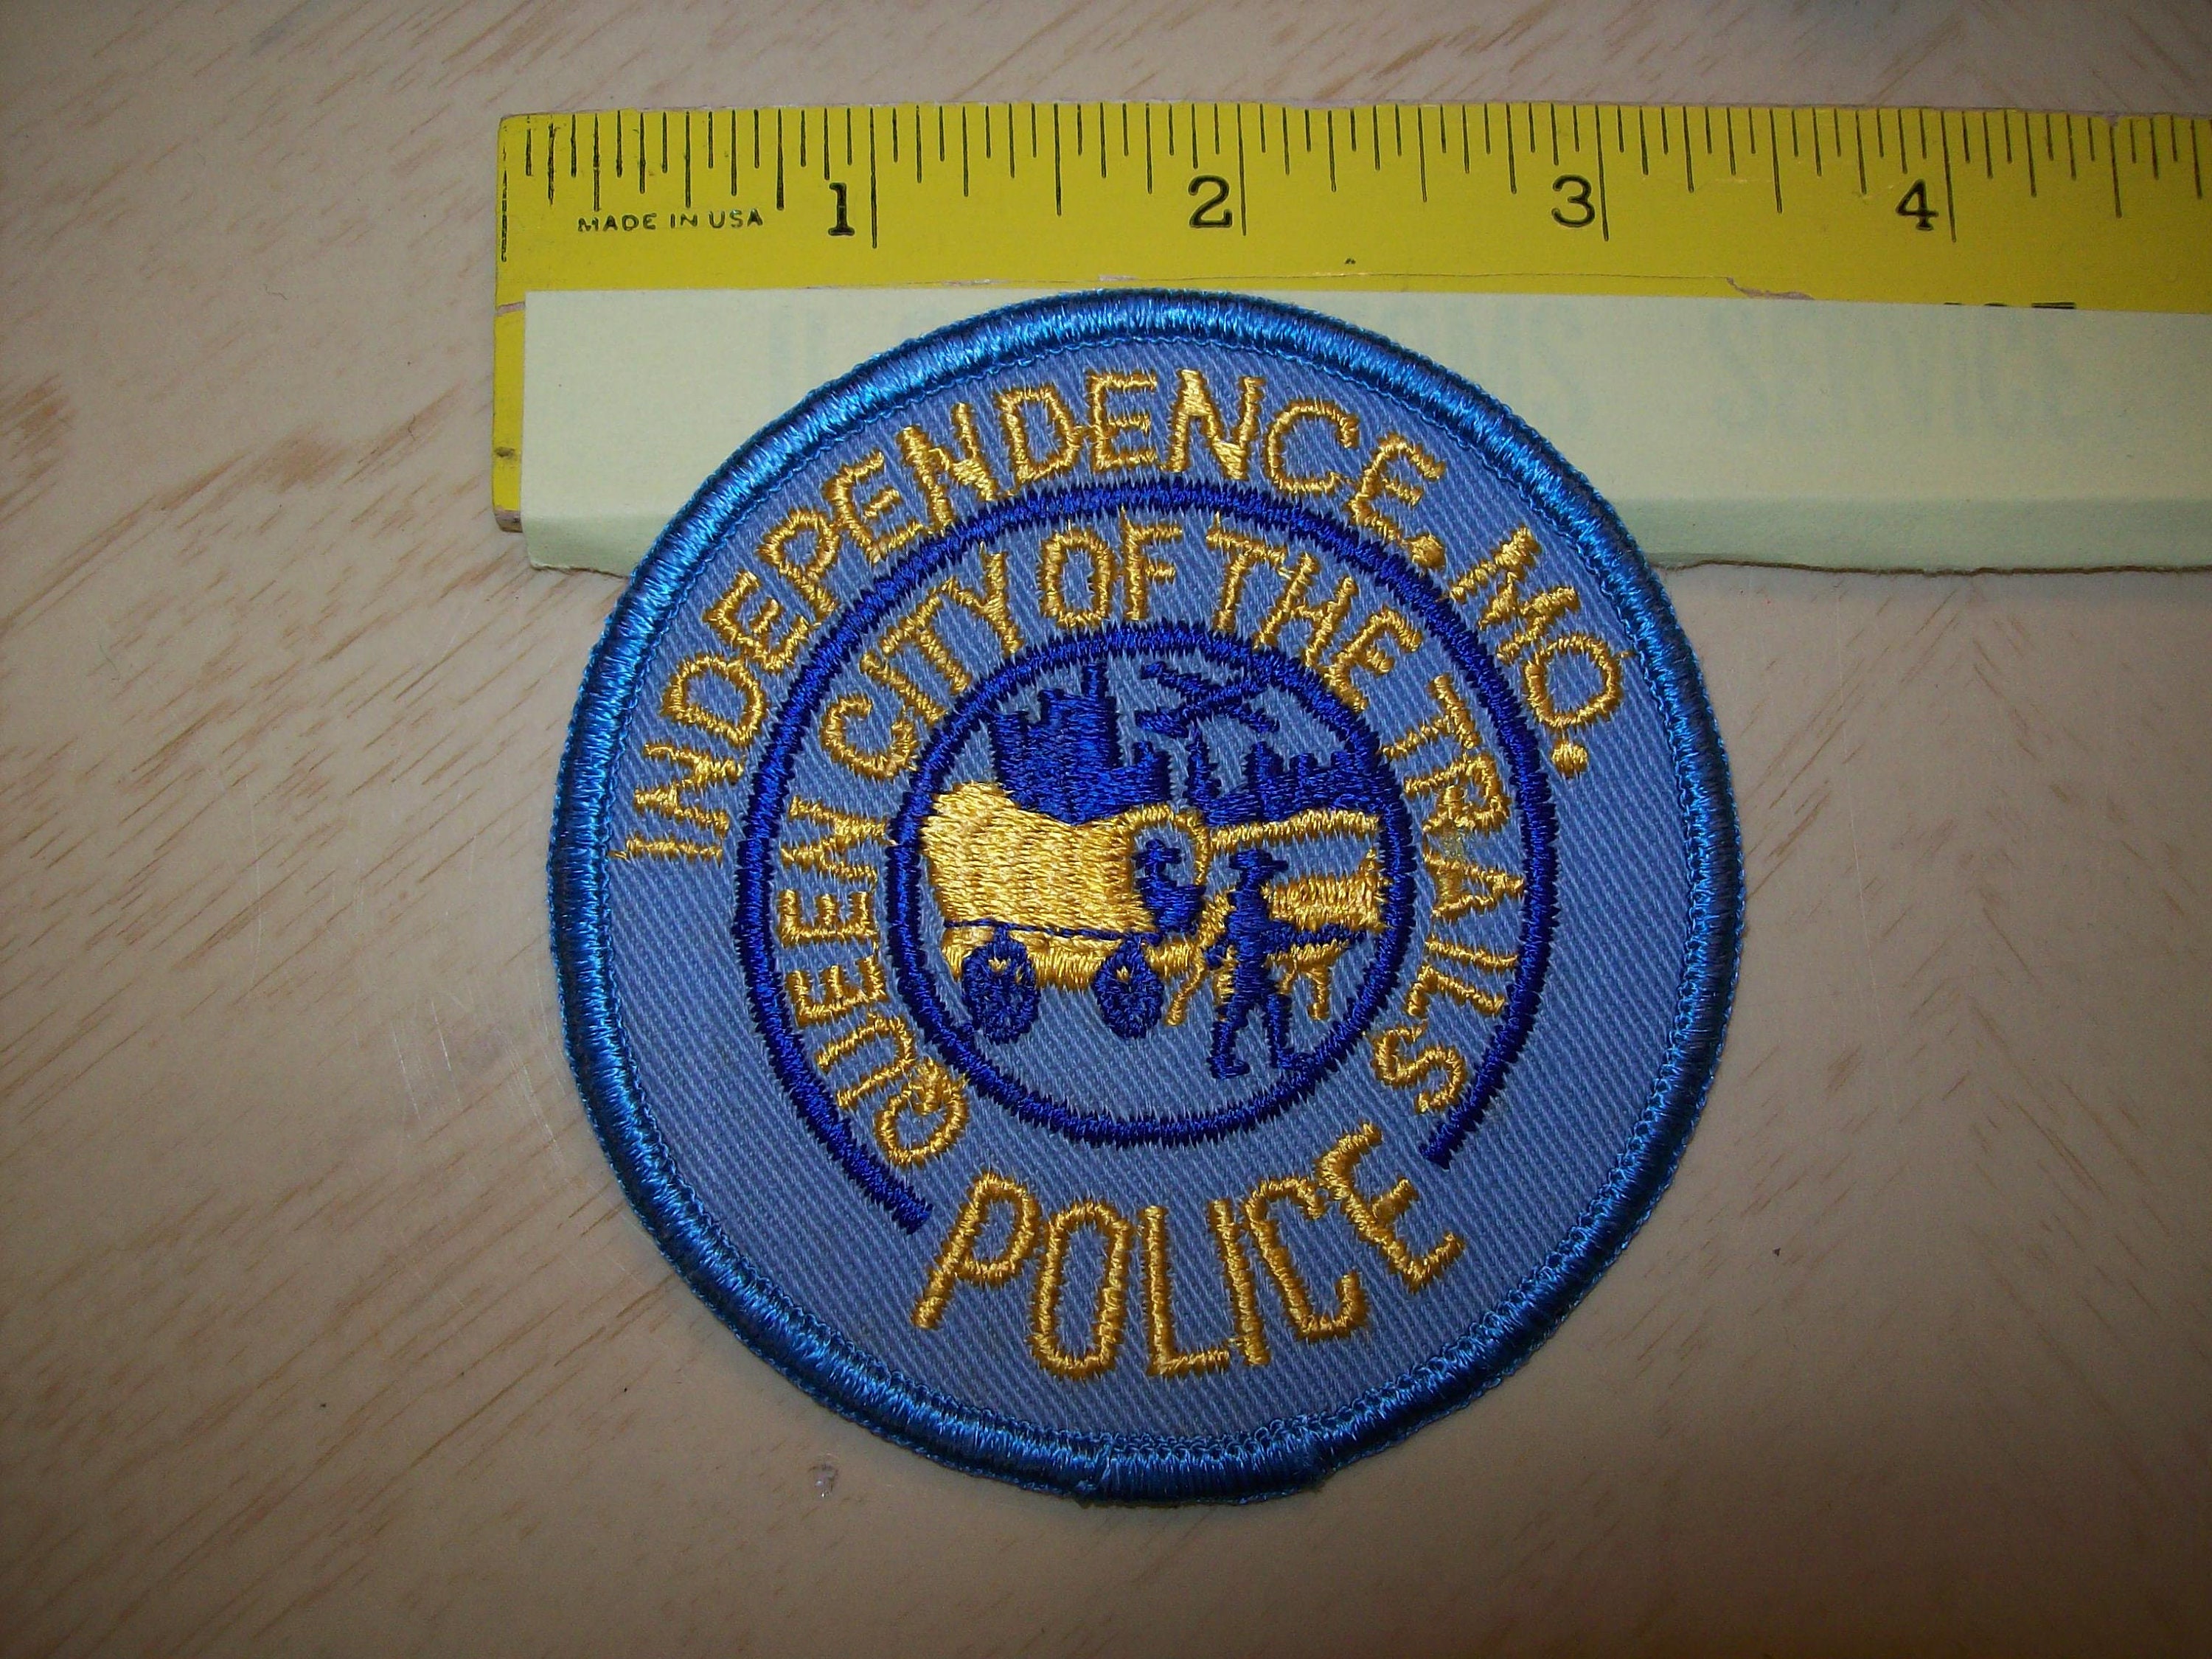 1 2 3 4
MADE IN USA
INDEPENDENCE, MO.
QUEEN CITY OF THE TRAILS
POLICE